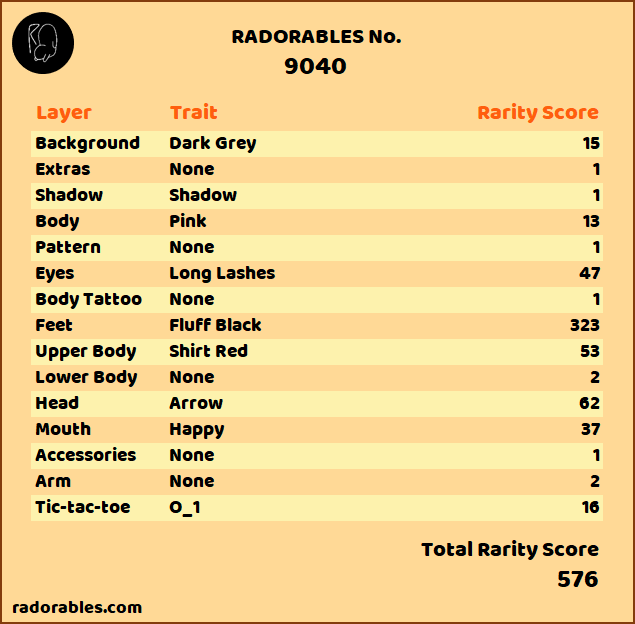 RADORABLES No.
9040
Layer Trait Rarity Score
Background Dark Grey 15
Extras None 1
Shadow Shadow 1
Body Pink 13
Pattern None 1
Eyes Long Lashes 47
Body Tattoo None 1
Feet Fluff Black 323
Upper Body Shirt Red 53
Lower Body None 2
Head Arrow 62
Mouth Happy 37
Accessories None 1
Arm None 2
Tic-tac-toe O_1 16
Total Rarity Score
576
radorables.com